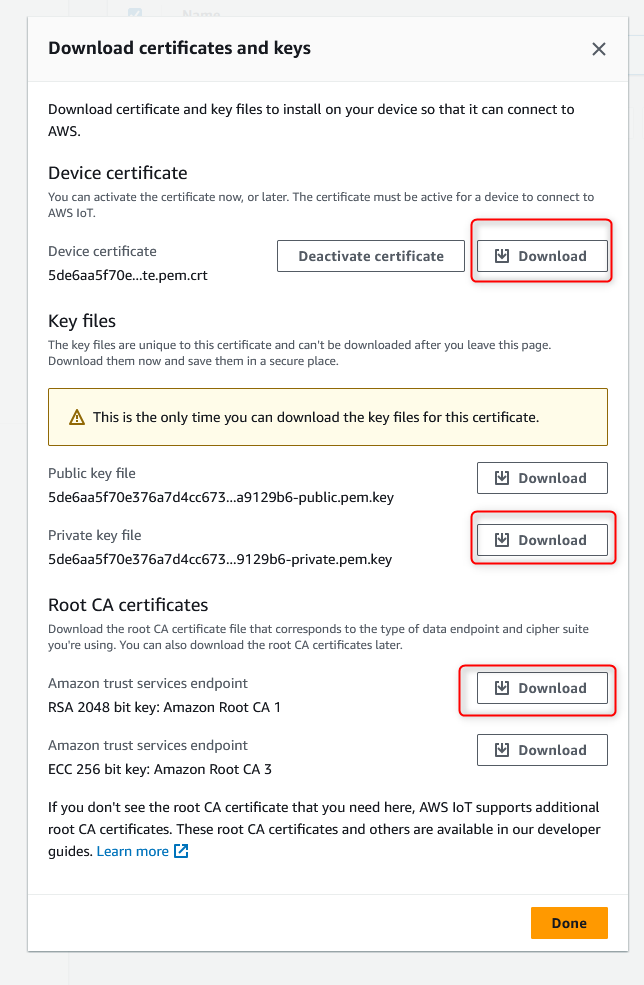 Name
Download certificates and keys
Download certificate and key files to install on your device so that it can connect to
AWS.
Device certificate
You can activate the certificate now, or later. The certificate must be active for a device to connect to
AWS IoT.
Device certificate
5de6aa5f70e...te.pem.crt
Deactivate certificate
Download
Key files
The key files are unique to this certificate and can't be downloaded after you leave this page.
Download them now and save them in a secure place.
This is the only time you can download the key files for this certificate.
Public key file
5de6aa5f70e376a7d4cc673...a9129b6-public.pem.key
Download
Private key file
5de6aa5f70e376a7d4cc673...9129b6-private.pem.key
Download
Root CA certificates
Download the root CA certificate file that corresponds to the type of data endpoint and cipher suite
you're using. You can also download the root CA certificates later.
Amazon trust services endpoint
RSA 2048 bit key: Amazon Root CA 1
Download
Amazon trust services endpoint
ECC 256 bit key: Amazon Root CA 3
Download
If you don't see the root CA certificate that you need here, AWS IoT supports additional
root CA certificates. These root CA certificates and others are available in our developer
guides. Learn more
Done